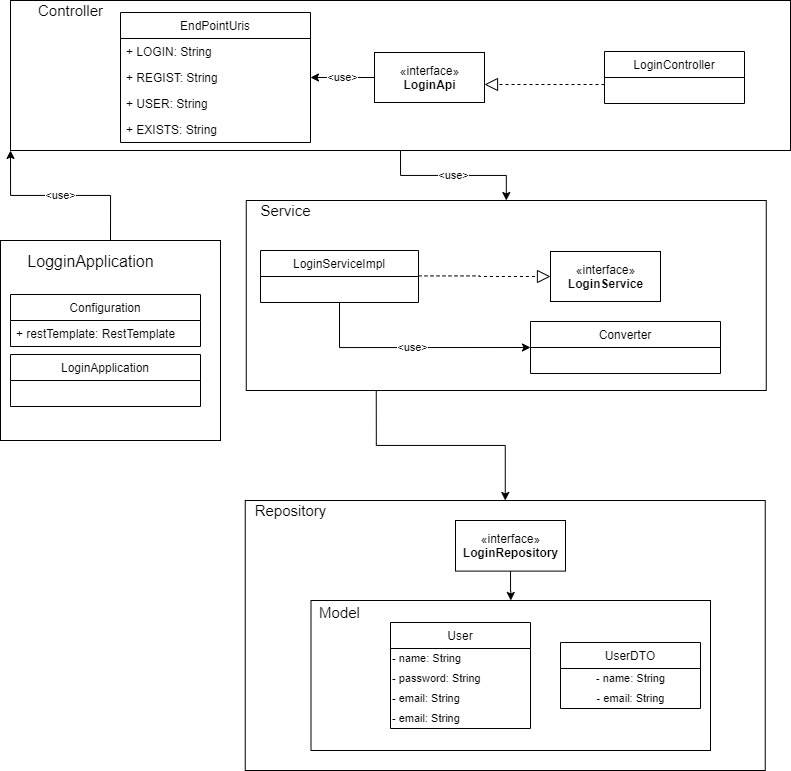 Controller
EndPointUris
+ LOGIN: String
+ REGIST: String
+ USER: String
+ EXISTS: String
<use>
«interface»
LoginApi
LoginController
<use>
<use>
LogginApplication
Configuration
+ restTemplate: RestTemplate
LoginApplication
Service
LoginServiceImpl
«interface»
LoginService
<use>
Converter
Repository
«interface»
LoginRepository
Model
User
- name: String
- password: String
- email: String
- email: String
UserDTO
- name: String
- email: String